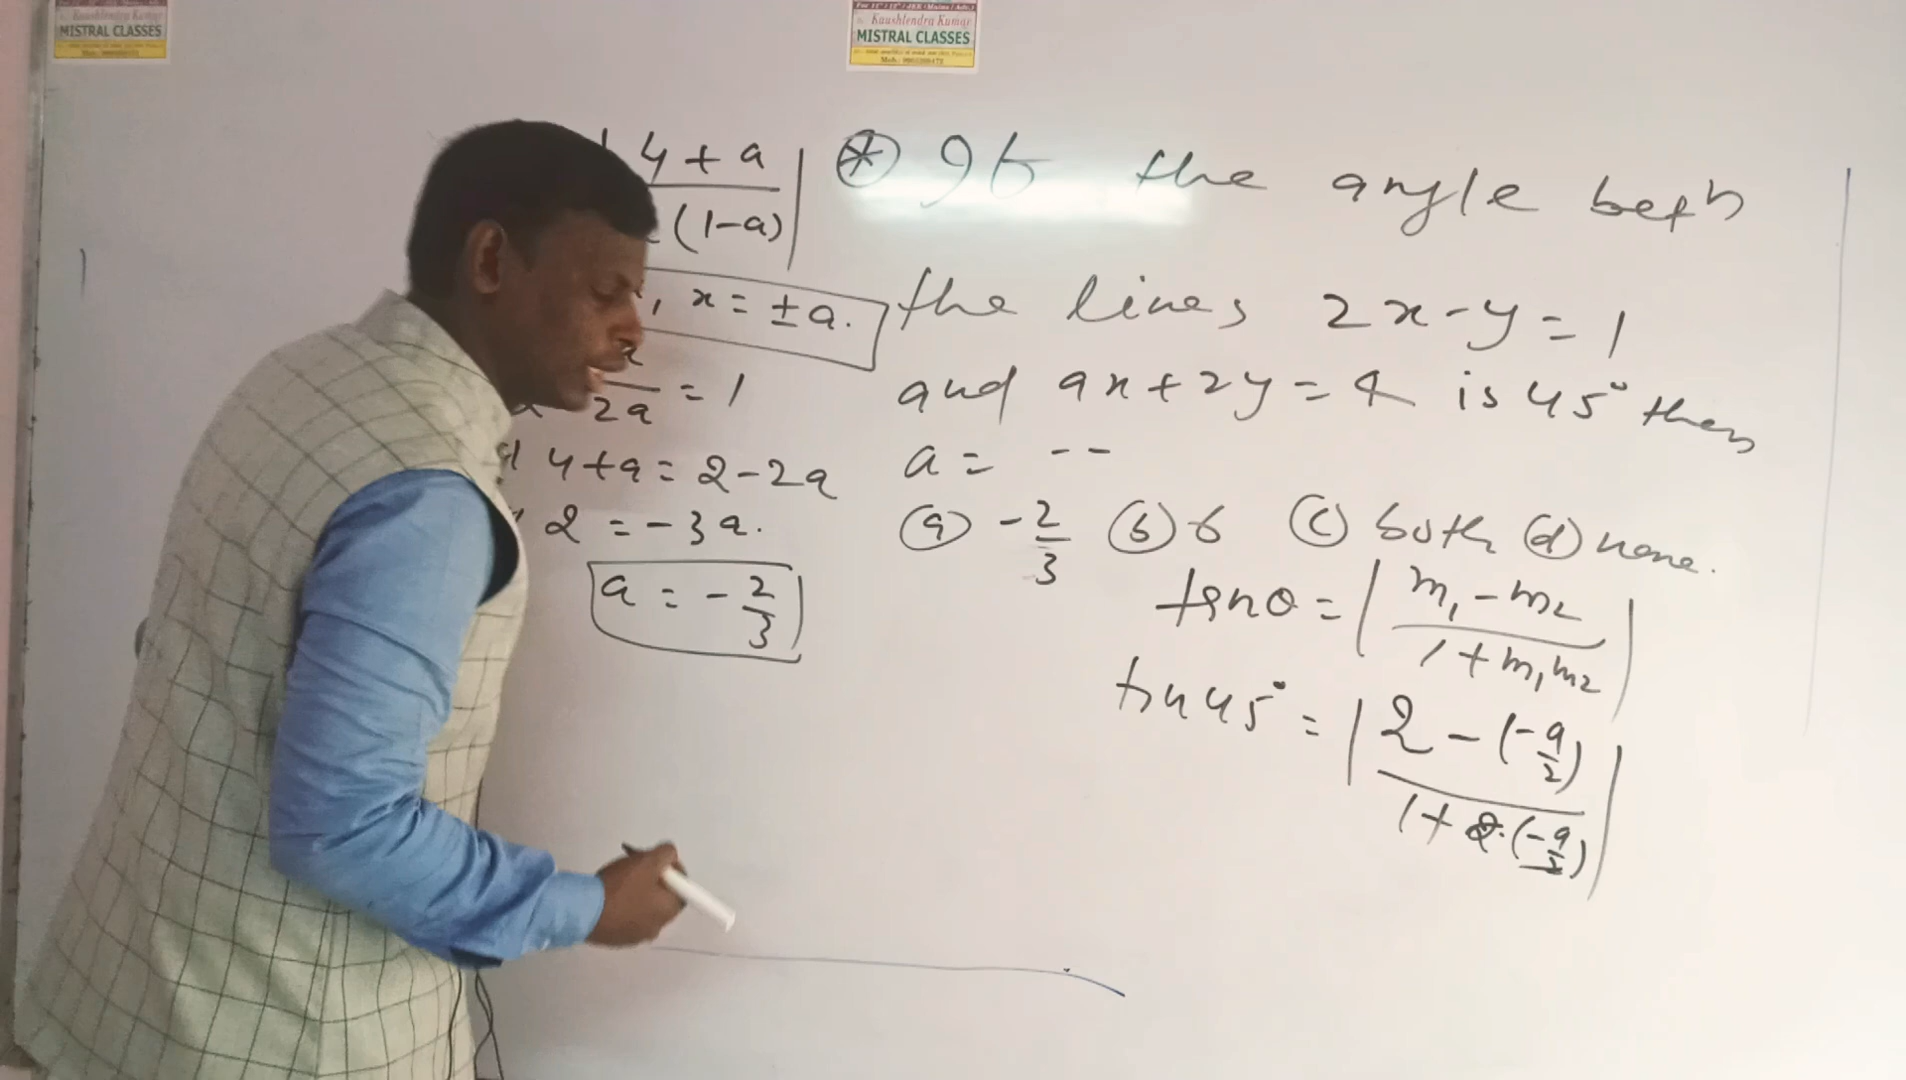 Kaushlendra Kumar
MISTRAL CLASSES
Kaushlendra Kumar
MISTRAL CLASSES
4 + a
(1-a)
, x = ±a.
x
2a = 1
4+a = 2-2a
2 = -3a.
a = -2/3
⊛ If the angle betn
the lines 2x-y=1
and ax+2y=4 is 45° then
a = --
(a) -2/3 (b) 6 (c) both (d) none.
tanθ = | m₁-m₂ / 1+m₁m₂ |
tan45° = | 2-(-a/2) / 1+2·(-a/2) |